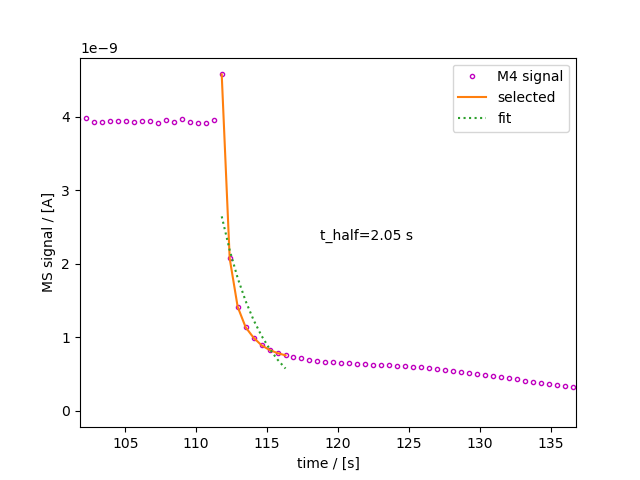 1e−9
M4 signal
selected
fit
4
3
2
1
0
MS signal / [A]
t_half=2.05 s
105
110
115
120
125
130
135
time / [s]